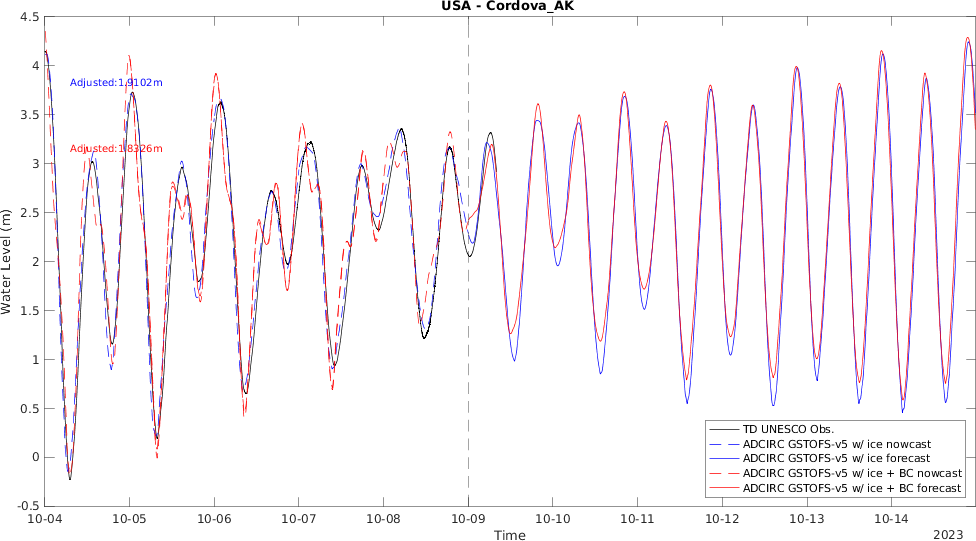 USA - Cordova_AK
4.5
4
3.5
3
2.5
2
1.5
1
0.5
0
-0.5
Water Level (m)
Adjusted:1.9102m
Adjusted:1.8326m
TD UNESCO Obs.
ADCIRC GSTOFS-v5 w/ ice nowcast
ADCIRC GSTOFS-v5 w/ ice forecast
ADCIRC GSTOFS-v5 w/ ice + BC nowcast
ADCIRC GSTOFS-v5 w/ ice + BC forecast
10-04 10-05 10-06 10-07 10-08 10-09 10-10 10-11 10-12 10-13 10-14
Time
2023